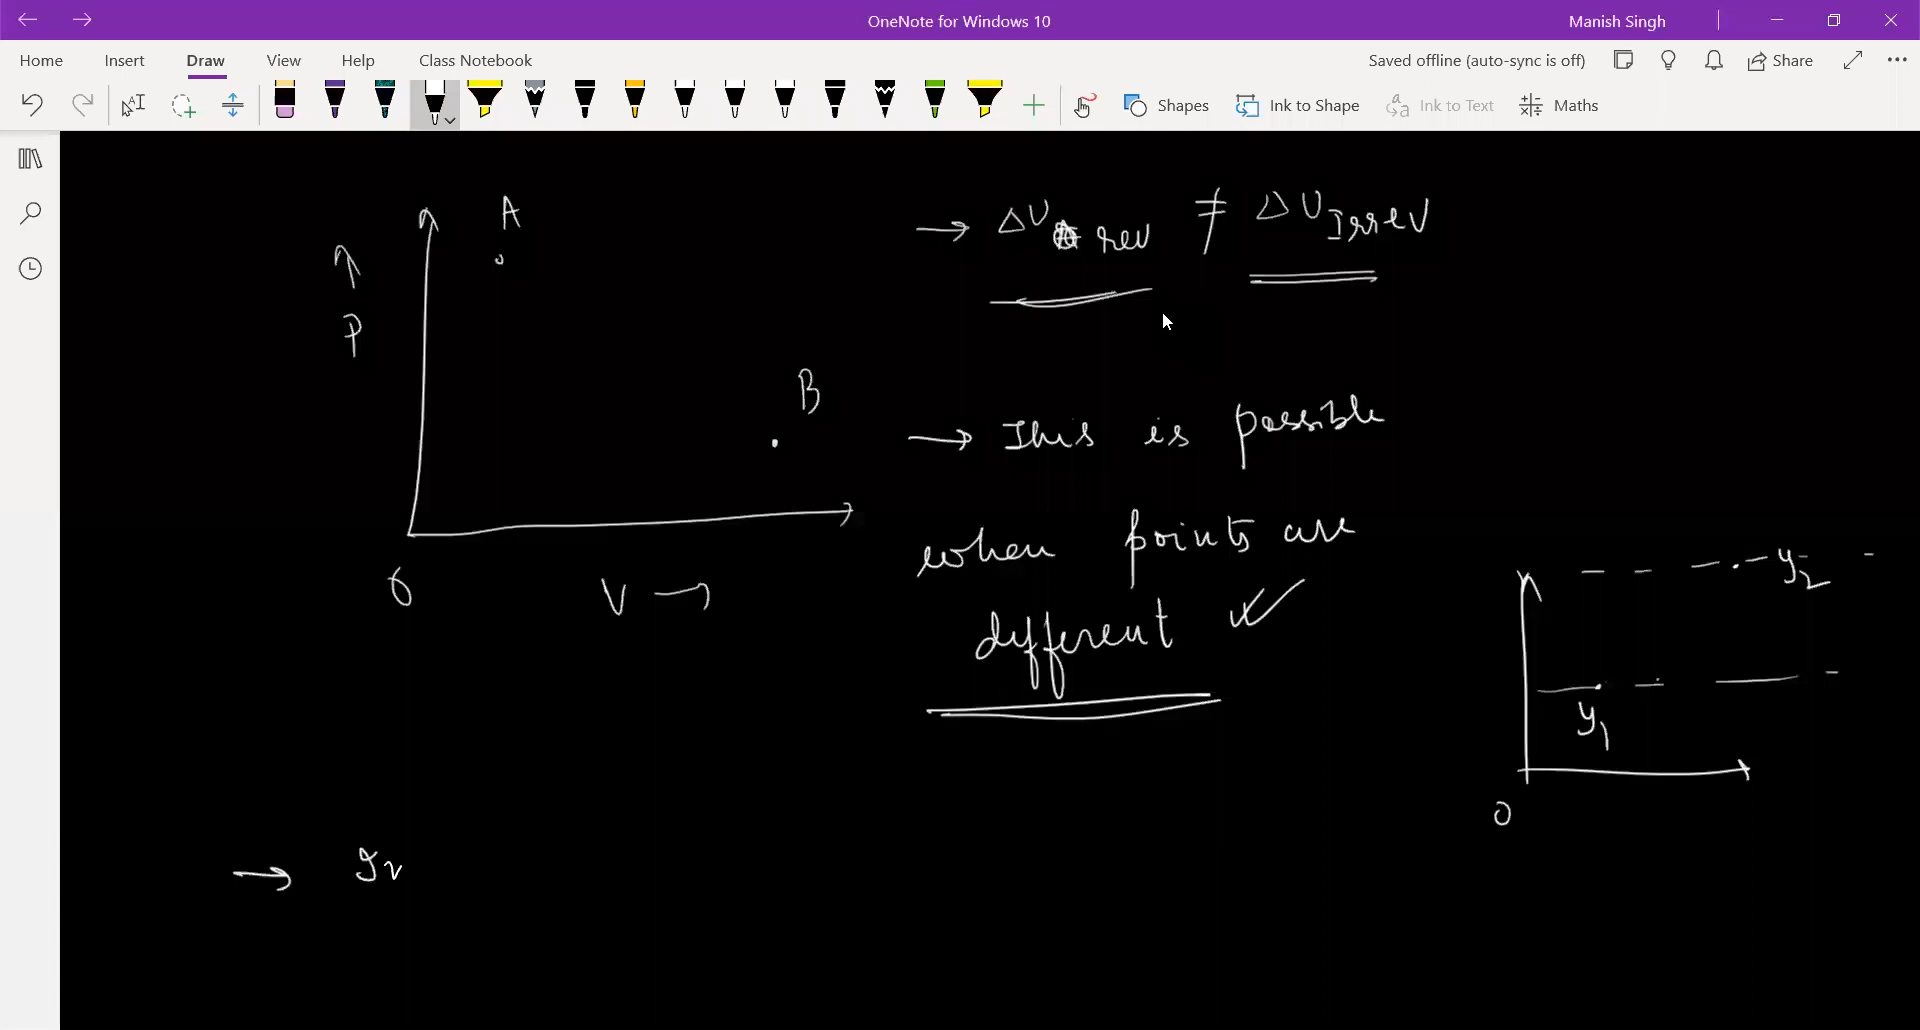 OneNote for Windows 10
Manish Singh
Home Insert Draw View Help Class Notebook
Saved offline (auto-sync is off) Share
Shapes Ink to Shape Ink to Text Maths
A
P
B
O
V →
→ ΔU rev ≠ ΔU Irrev
→ This is possible
when points are
different ✓
y₂
y₁
O
→